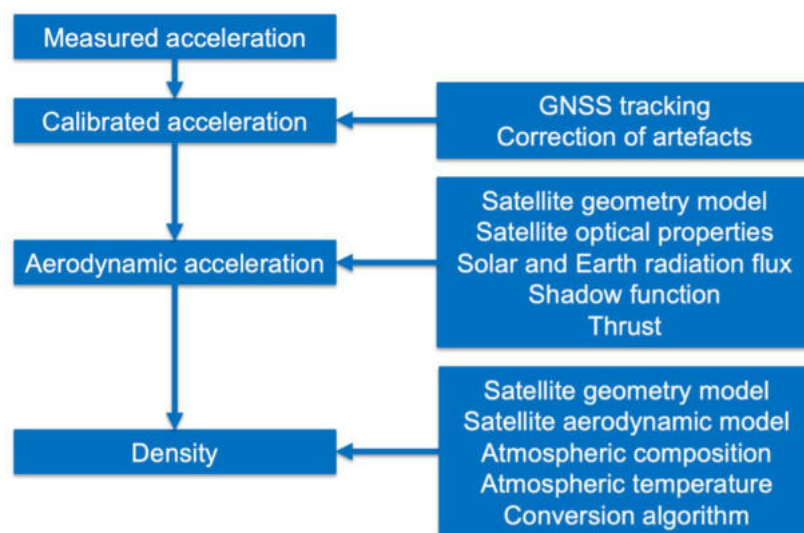 Measured acceleration
Calibrated acceleration
GNSS tracking
Correction of artefacts
Aerodynamic acceleration
Satellite geometry model
Satellite optical properties
Solar and Earth radiation flux
Shadow function
Thrust
Density
Satellite geometry model
Satellite aerodynamic model
Atmospheric composition
Atmospheric temperature
Conversion algorithm